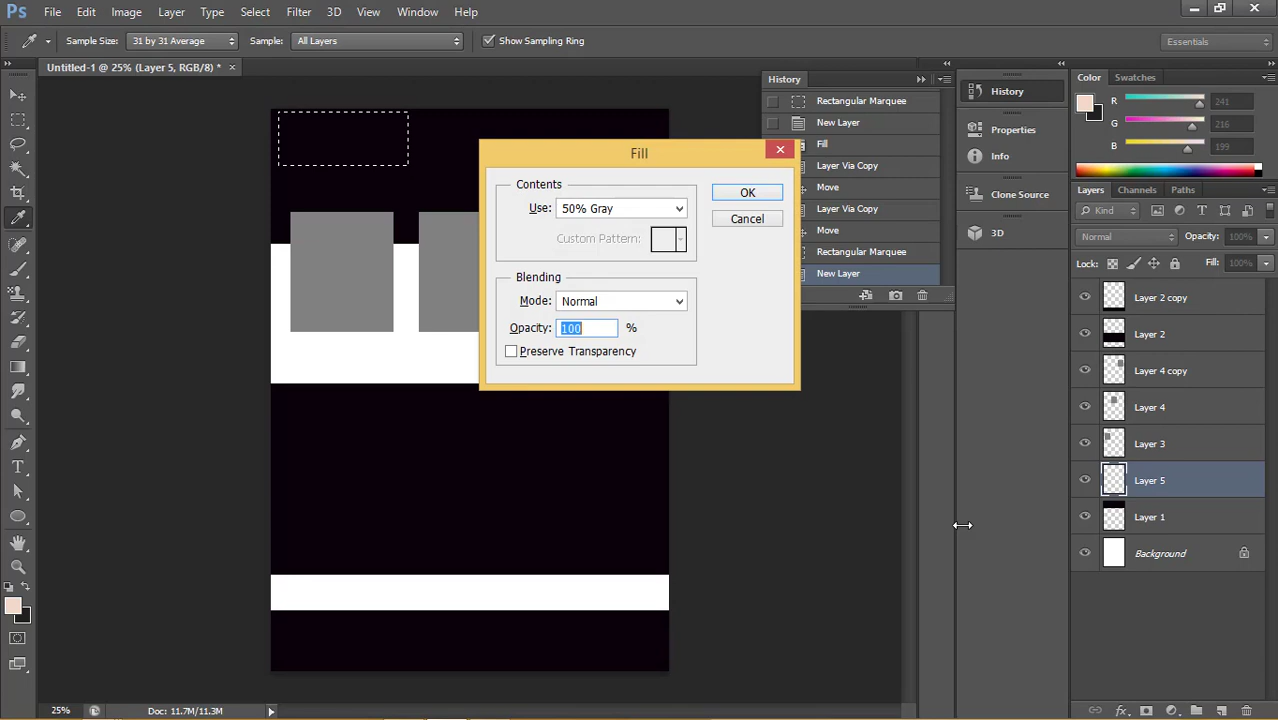 Ps File Edit Image Layer Type Select Filter 3D View Window Help
Sample Size: 31 by 31 Average Sample: All Layers Show Sampling Ring Essentials
Untitled-1 @ 25% (Layer 5, RGB/8) * ×
History
Rectangular Marquee
New Layer
Fill
Layer Via Copy
Move
Layer Via Copy
Move
Rectangular Marquee
New Layer
Fill
Contents
Use: 50% Gray
Custom Pattern:
Blending
Mode: Normal
Opacity: 100 %
Preserve Transparency
OK
Cancel
History
Properties
Info
Clone Source
3D
Color Swatches
R 241
G 216
B 199
Layers Channels Paths
Kind
Normal Opacity: 100%
Lock: Fill: 100%
Layer 2 copy
Layer 2
Layer 4 copy
Layer 4
Layer 3
Layer 5
Layer 1
Background
25% Doc: 11.7M/11.3M